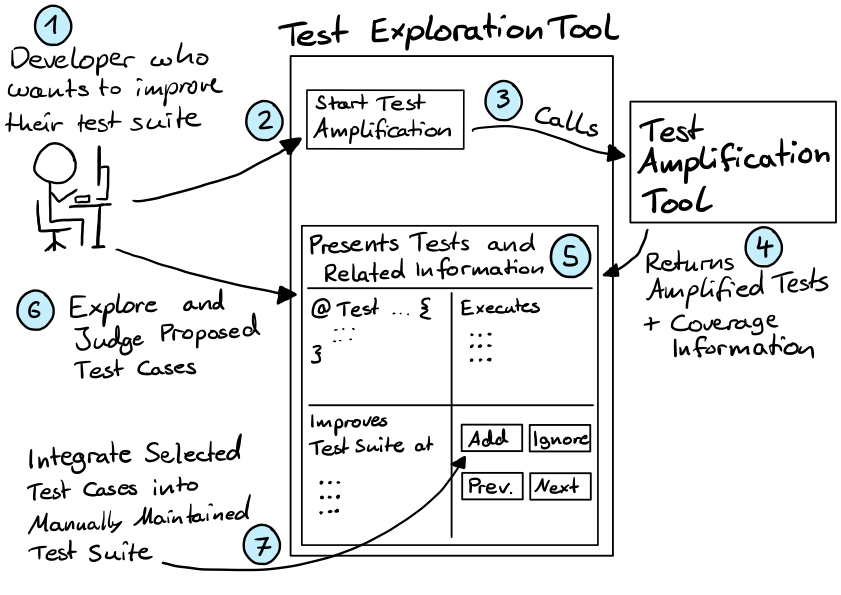 1
Developer who
wants to improve
their test suite
Test Exploration Tool
2
Start Test
Amplification
3
Calls
Test
Amplification
Tool
4
Returns
Amplified Tests
+ Coverage
Information
5
Presents Tests and
Related Information
@Test ... {
...
}
Executes
...
...
...
Improves
Test Suite at
...
...
...
Add
Ignore
Prev.
Next
6
Explore and
Judge Proposed
Test Cases
Integrate Selected
Test Cases into
Manually Maintained
Test Suite
7